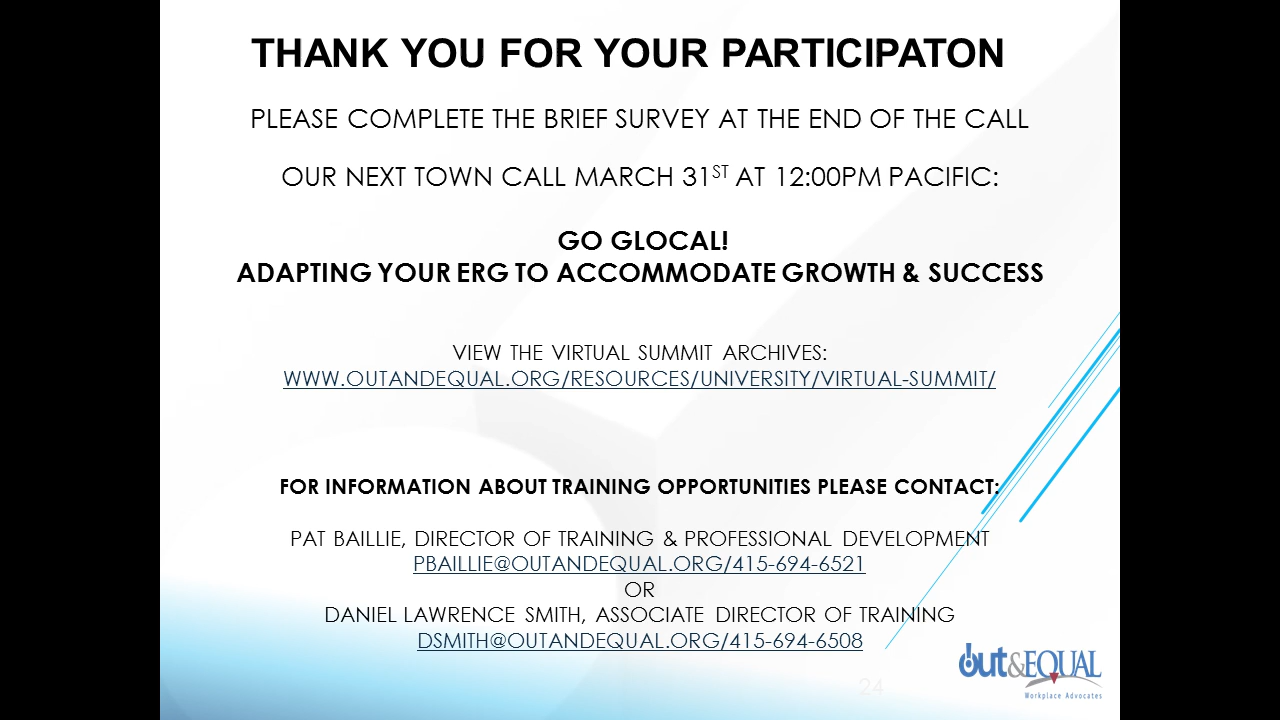 THANK YOU FOR YOUR PARTICIPATON
PLEASE COMPLETE THE BRIEF SURVEY AT THE END OF THE CALL
OUR NEXT TOWN CALL MARCH 31ST AT 12:00PM PACIFIC:
GO GLOCAL!
ADAPTING YOUR ERG TO ACCOMMODATE GROWTH & SUCCESS
VIEW THE VIRTUAL SUMMIT ARCHIVES:
WWW.OUTANDEQUAL.ORG/RESOURCES/UNIVERSITY/VIRTUAL-SUMMIT/
FOR INFORMATION ABOUT TRAINING OPPORTUNITIES PLEASE CONTACT:
PAT BAILLIE, DIRECTOR OF TRAINING & PROFESSIONAL DEVELOPMENT
PBAILLIE@OUTANDEQUAL.ORG/415-694-6521
OR
DANIEL LAWRENCE SMITH, ASSOCIATE DIRECTOR OF TRAINING
DSMITH@OUTANDEQUAL.ORG/415-694-6508
out&EQUAL
Workplace Advocates
24